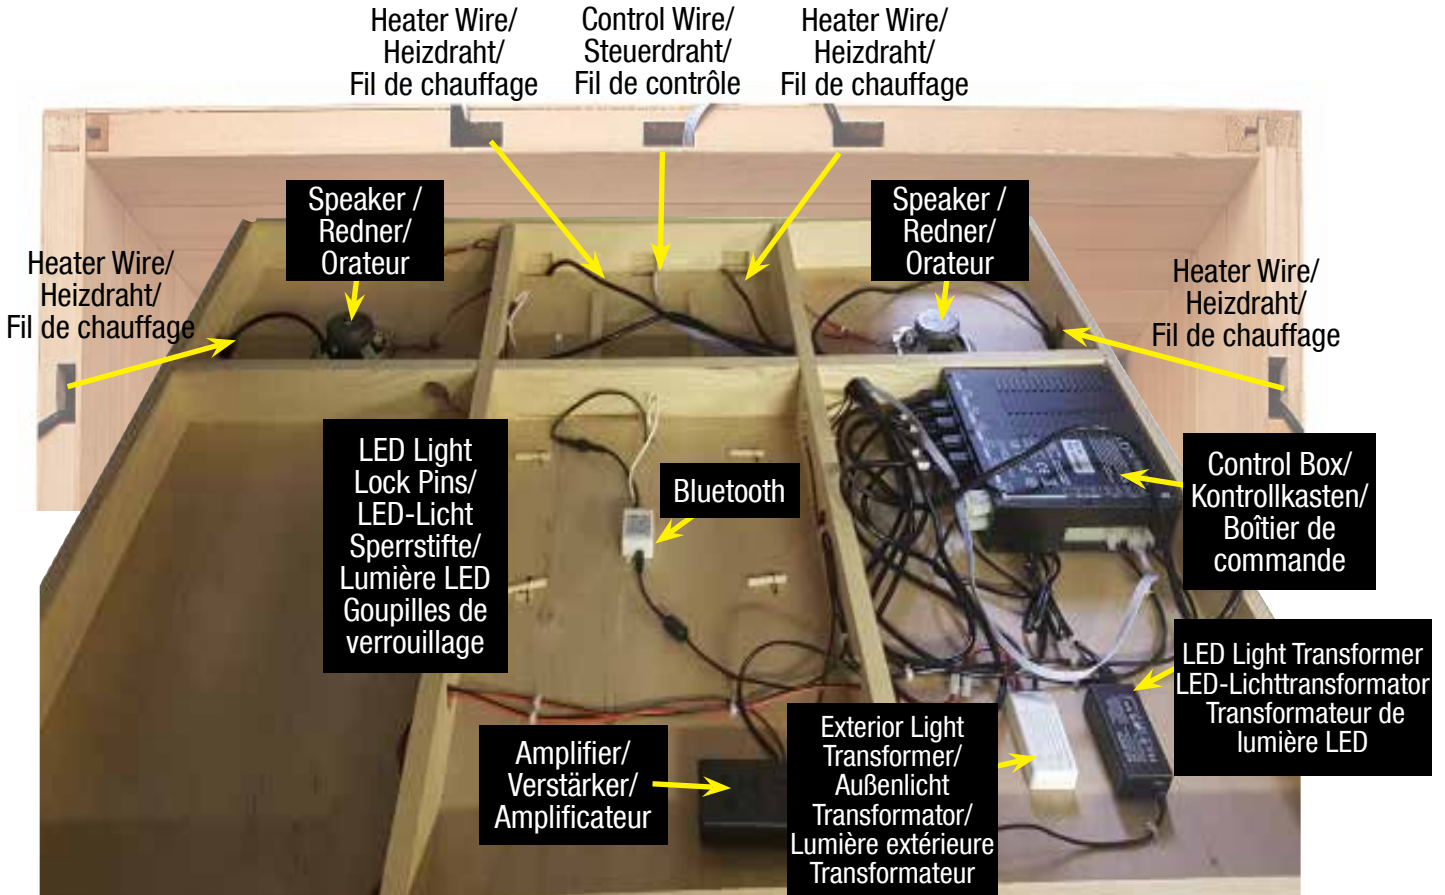 Heater Wire/
Heizdraht/
Fil de chauffage
Control Wire/
Steuerdraht/
Fil de contrôle
Heater Wire/
Heizdraht/
Fil de chauffage
Speaker /
Redner/
Orateur
Speaker /
Redner/
Orateur
Heater Wire/
Heizdraht/
Fil de chauffage
Heater Wire/
Heizdraht/
Fil de chauffage
LED Light
Lock Pins/
LED-Licht
Sperrstifte/
Lumière LED
Goupilles de
verrouillage
Bluetooth
Control Box/
Kontrollkasten/
Boîtier de
commande
LED Light Transformer
LED-Lichttransformator
Transformateur de
lumière LED
Amplifier/
Verstärker/
Amplificateur
Exterior Light
Transformer/
Außenlicht
Transformator/
Lumière extérieure
Transformateur